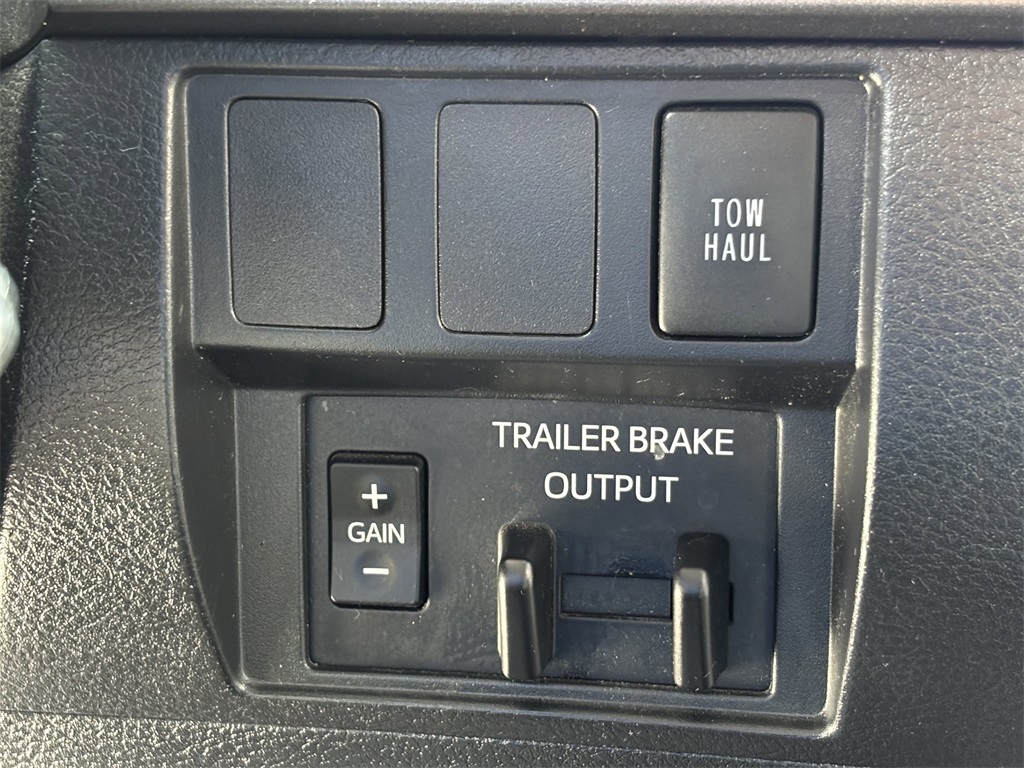 TOW
HAUL
TRAILER BRAKE
OUTPUT
+
GAIN
−